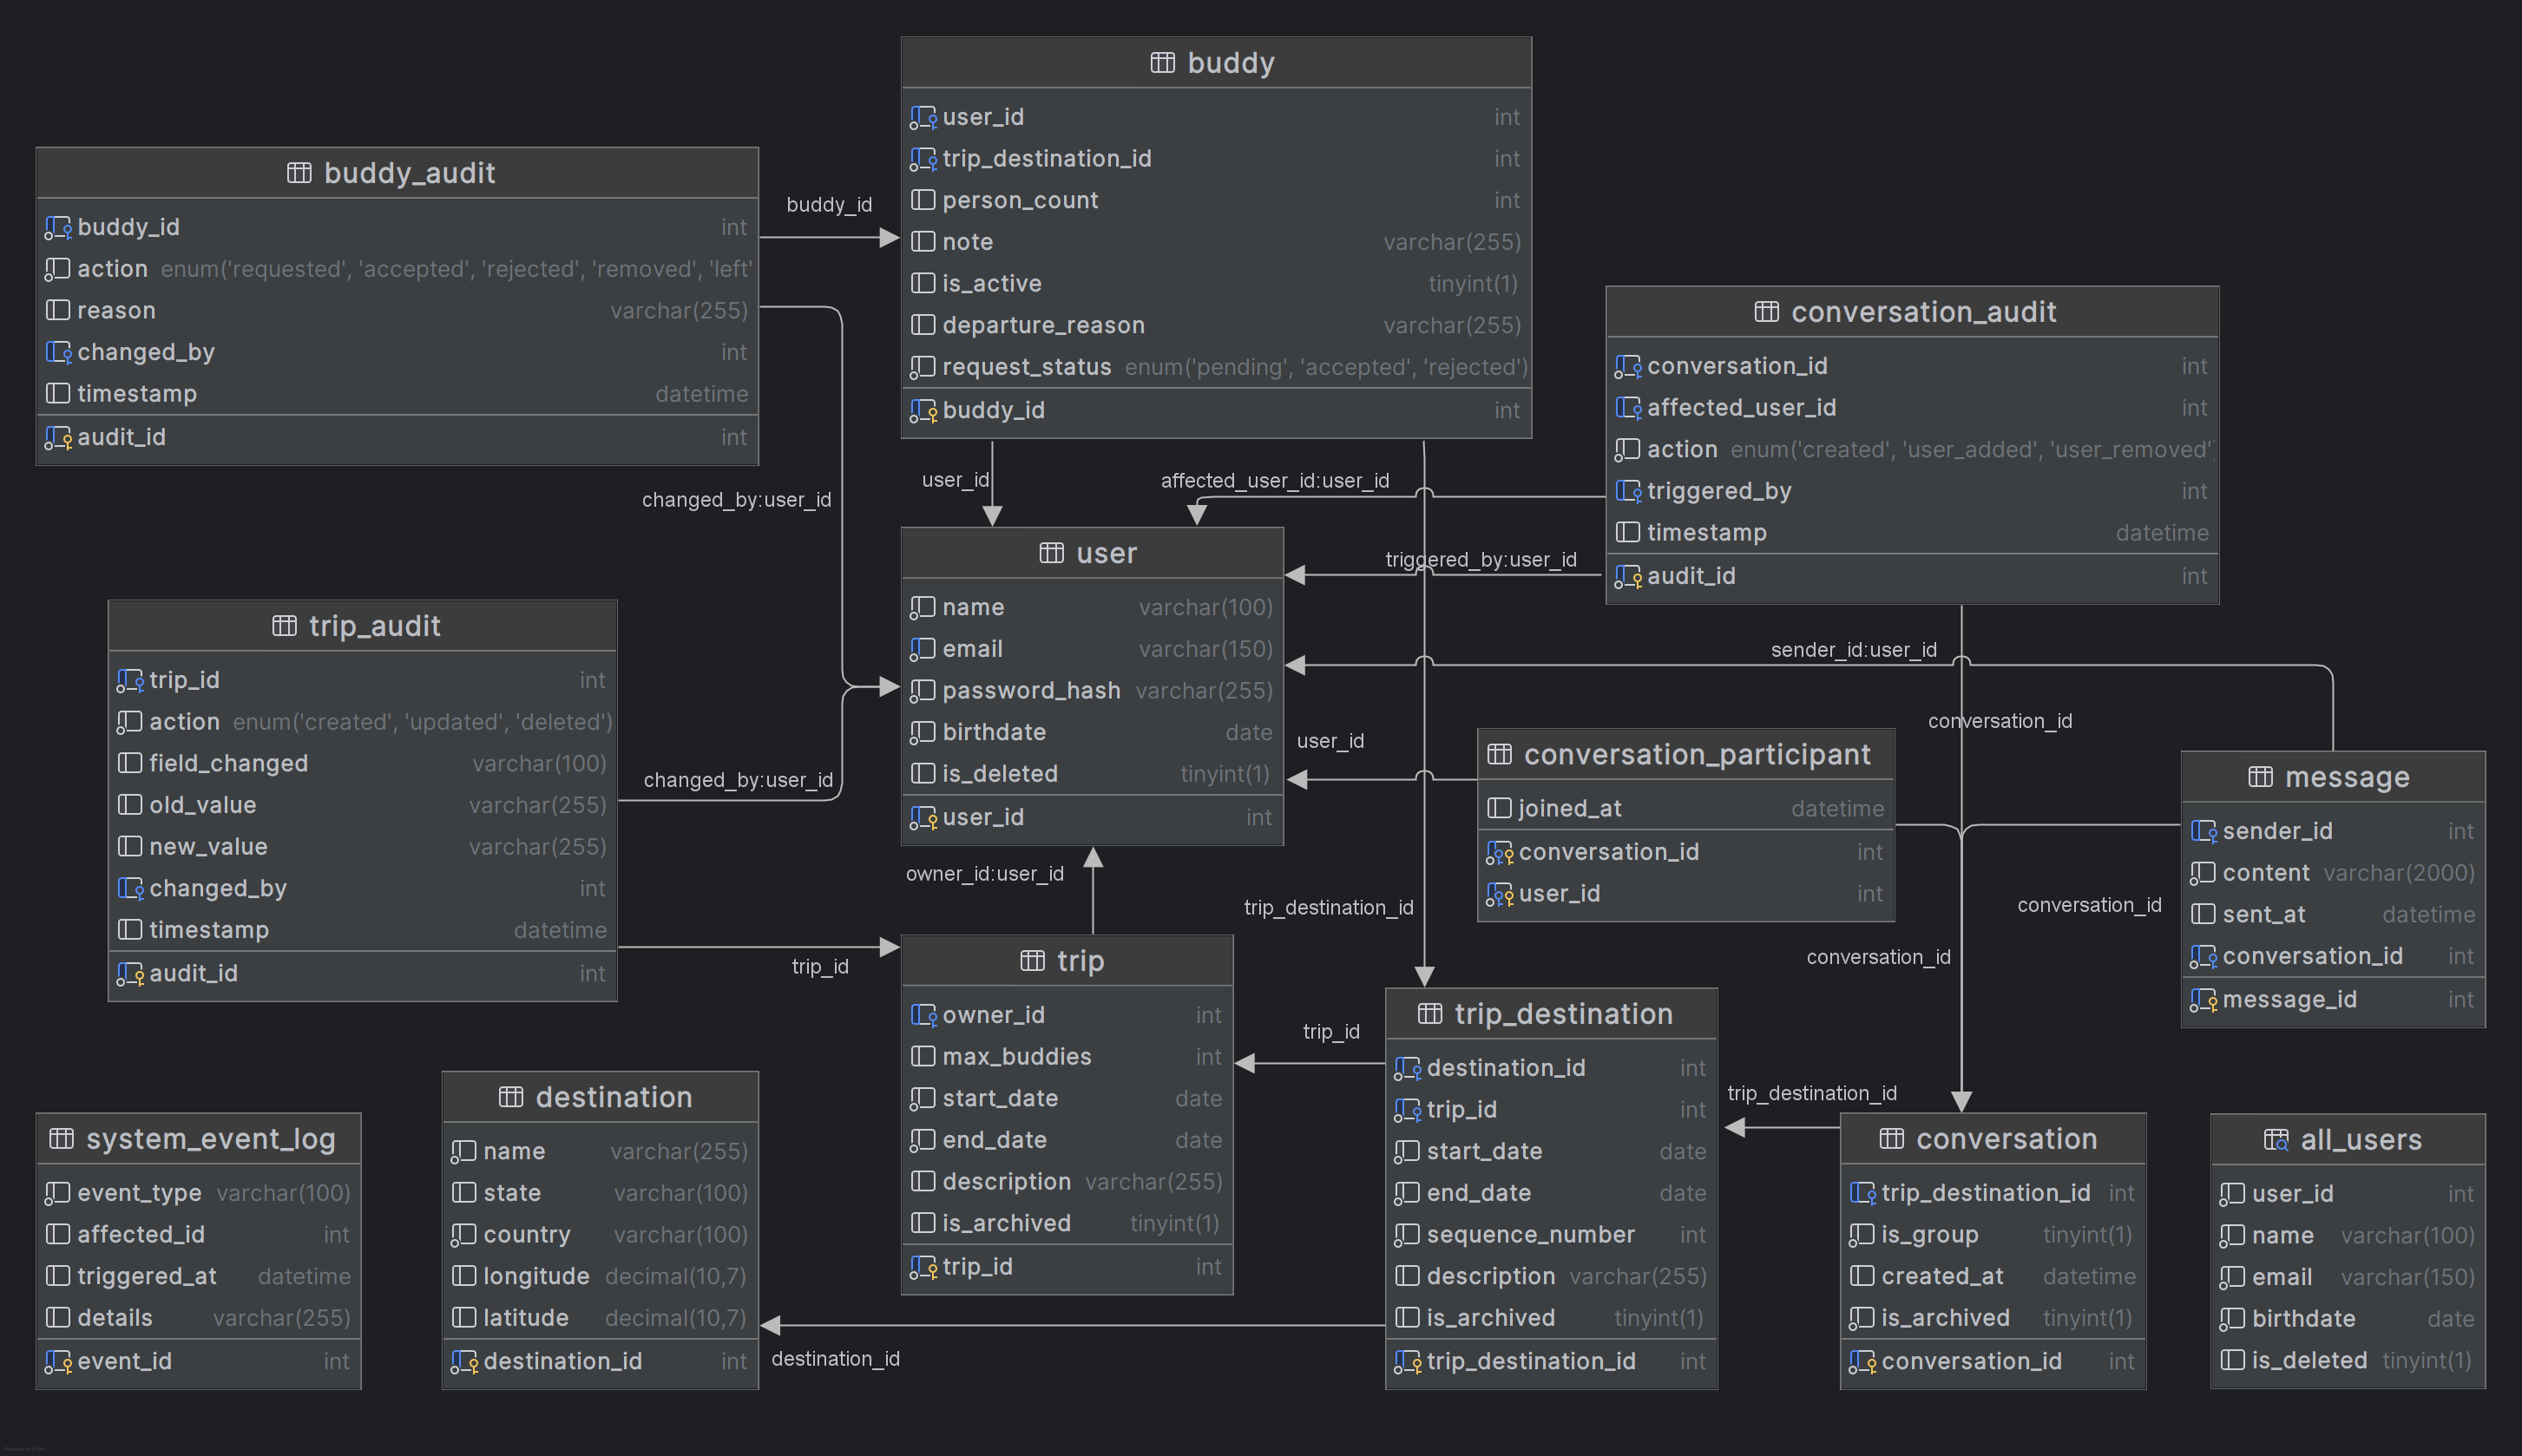 buddy
user_id int
trip_destination_id int
person_count int
note varchar(255)
is_active tinyint(1)
departure_reason varchar(255)
request_status enum('pending', 'accepted', 'rejected')
buddy_id int
buddy_audit
buddy_id int
action enum('requested', 'accepted', 'rejected', 'removed', 'left'
reason varchar(255)
changed_by int
timestamp datetime
audit_id int
buddy_id
conversation_audit
conversation_id int
affected_user_id int
action enum('created', 'user_added', 'user_removed'
triggered_by int
timestamp datetime
audit_id int
user_id
affected_user_id:user_id
changed_by:user_id
triggered_by:user_id
user
name varchar(100)
email varchar(150)
password_hash varchar(255)
birthdate date
is_deleted tinyint(1)
user_id int
trip_audit
trip_id int
action enum('created', 'updated', 'deleted')
field_changed varchar(100)
old_value varchar(255)
new_value varchar(255)
changed_by int
timestamp datetime
audit_id int
changed_by:user_id
sender_id:user_id
conversation_id
user_id
conversation_participant
joined_at datetime
conversation_id int
user_id int
message
sender_id int
content varchar(2000)
sent_at datetime
conversation_id int
message_id int
owner_id:user_id
trip_destination_id
conversation_id
conversation_id
trip_id
trip
owner_id int
max_buddies int
start_date date
end_date date
description varchar(255)
is_archived tinyint(1)
trip_id int
trip_id
trip_destination
destination_id int
trip_id int
start_date date
end_date date
sequence_number int
description varchar(255)
is_archived tinyint(1)
trip_destination_id int
trip_destination_id
system_event_log
event_type varchar(100)
affected_id int
triggered_at datetime
details varchar(255)
event_id int
destination
name varchar(255)
state varchar(100)
country varchar(100)
longitude decimal(10,7)
latitude decimal(10,7)
destination_id int
destination_id
conversation
trip_destination_id int
is_group tinyint(1)
created_at datetime
is_archived tinyint(1)
conversation_id int
all_users
user_id int
name varchar(100)
email varchar(150)
birthdate date
is_deleted tinyint(1)